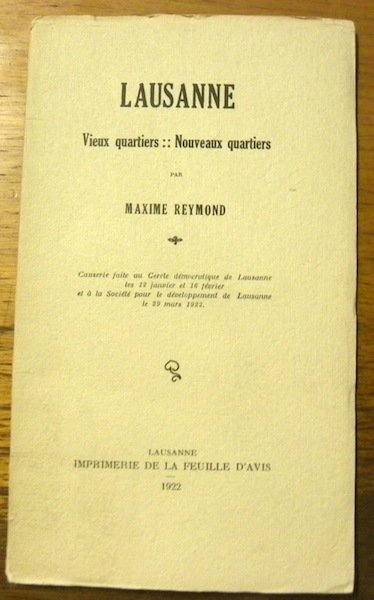 LAUSANNE
Vieux quartiers :: Nouveaux quartiers
PAR
MAXIME REYMOND
Causerie faite au Cercle démocratique de Lausanne
les 12 janvier et 16 février
et à la Société pour le développement de Lausanne
le 29 mars 1922.
LAUSANNE
IMPRIMERIE DE LA FEUILLE D'AVIS
1922